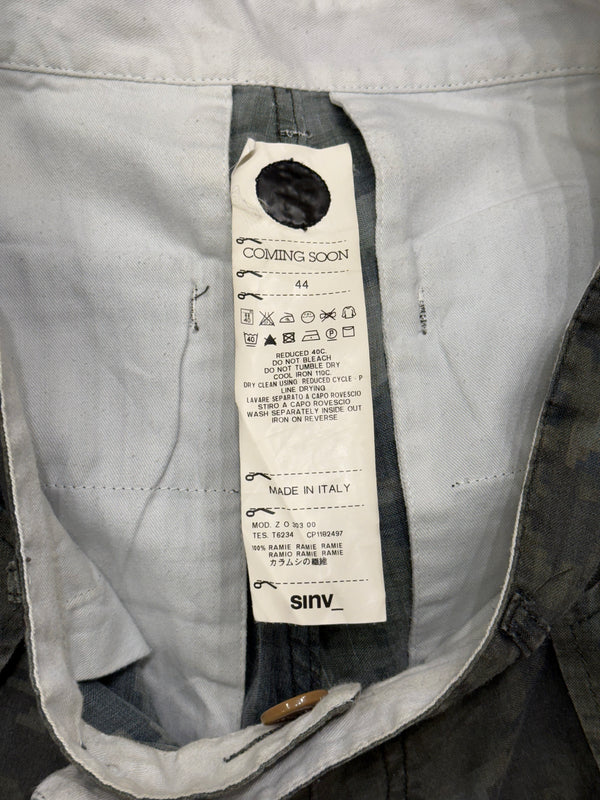 COMING SOON
44
40
REDUCED 40C.
DO NOT BLEACH
DO NOT TUMBLE DRY
COOL IRON 110C.
DRY CLEAN USING REDUCED CYCLE - P
LINE DRYING
LAVARE SEPARATO A CAPO ROVESCIO
STIRO A CAPO ROVESCIO
WASH SEPARATELY INSIDE OUT
IRON ON REVERSE
MADE IN ITALY
MOD. Z O 303 00
TES. T6234 CP1182497
100% RAMIE RAMIE RAMIE
RAMIO RAMIE RAMIE
カラムシの繊維
sınv_